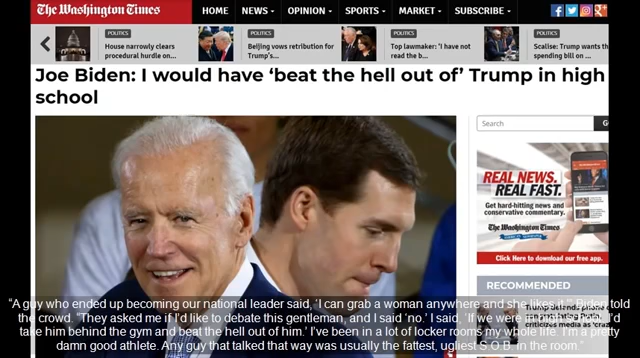 The Washington Times
HOME NEWS OPINION SPORTS MARKET SUBSCRIBE
POLITICS
House narrowly clears
procedural hurdle on...
POLITICS
Beijing vows retribution for
Trump's...
POLITICS
Top lawmaker: 'I have not
read the b...
POLITICS
Scalise: Trump wants th
spending bill on ...
Joe Biden: I would have ‘beat the hell out of’ Trump in high
school
Search
G
REAL NEWS.
REAL FAST.
Get hard-hitting news and
conservative commentary.
The Washington Times
Click Here to download our free app.
RECOMMENDED
“A guy who ended up becoming our national leader said, ‘I can grab a woman anywhere and she likes it,’” Biden told
the crowd. “They asked me if I’d like to debate this gentleman, and I said ‘no.’ I said, ‘If we were in high school, I’d
take him behind the gym and beat the hell out of him.’ I’ve been in a lot of locker rooms my whole life. I’m a pretty
damn good athlete. Any guy that talked that way was usually the fattest, ugliest S.O.B. in the room.”